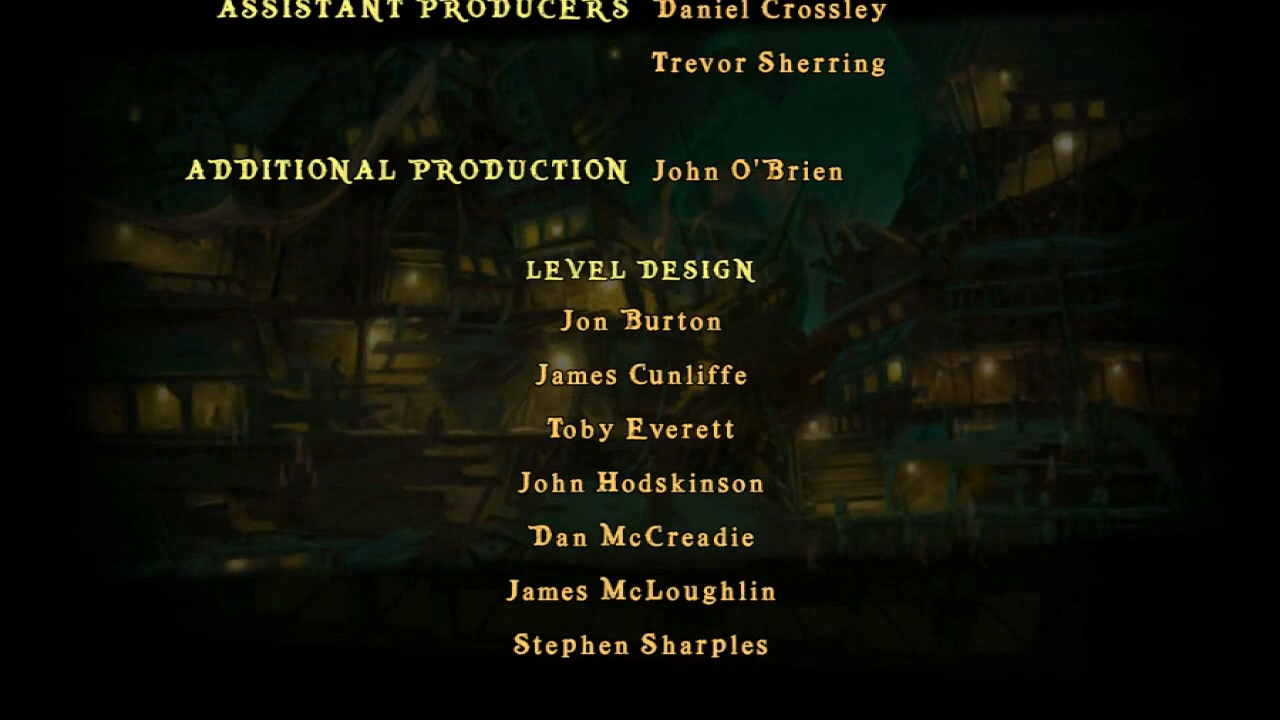 ASSISTANT PRODUCERS Daniel Crossley
Trevor Sherring
ADDITIONAL PRODUCTION John O'Brien
LEVEL DESIGN
Jon Burton
James Cunliffe
Toby Everett
John Hodskinson
Dan McCreadie
James McLoughlin
Stephen Sharples